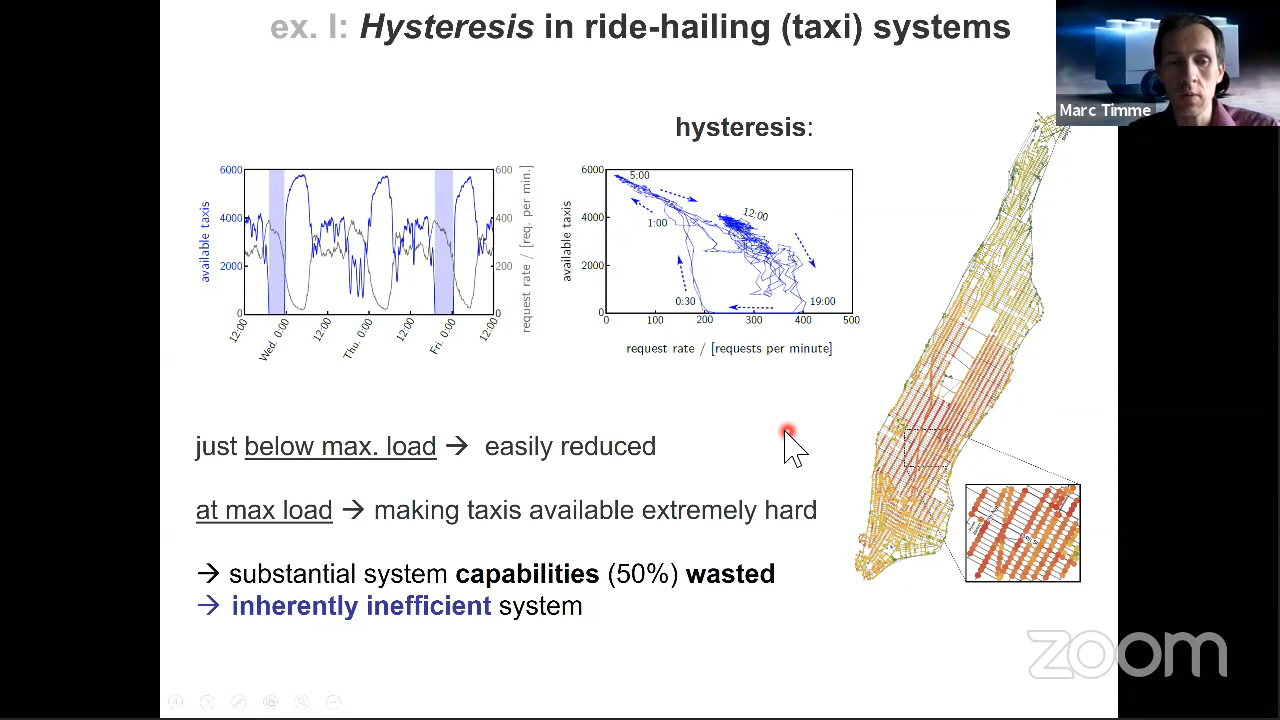 ex. I: Hysteresis in ride-hailing (taxi) systems
Marc Timme
hysteresis:
6000
4000
2000
0
available taxis
600
400
200
0
request rate / [req. per min.]
12:00
Wed. 0:00
12:00
Thu. 0:00
12:00
Fri. 0:00
12:00
6000
4000
2000
0
available taxis
5:00
1:00
12:00
0:30
19:00
0
100
200
300
400
500
request rate / [requests per minute]
just below max. load → easily reduced
at max load → making taxis available extremely hard
→ substantial system capabilities (50%) wasted
→ inherently inefficient system
zoom